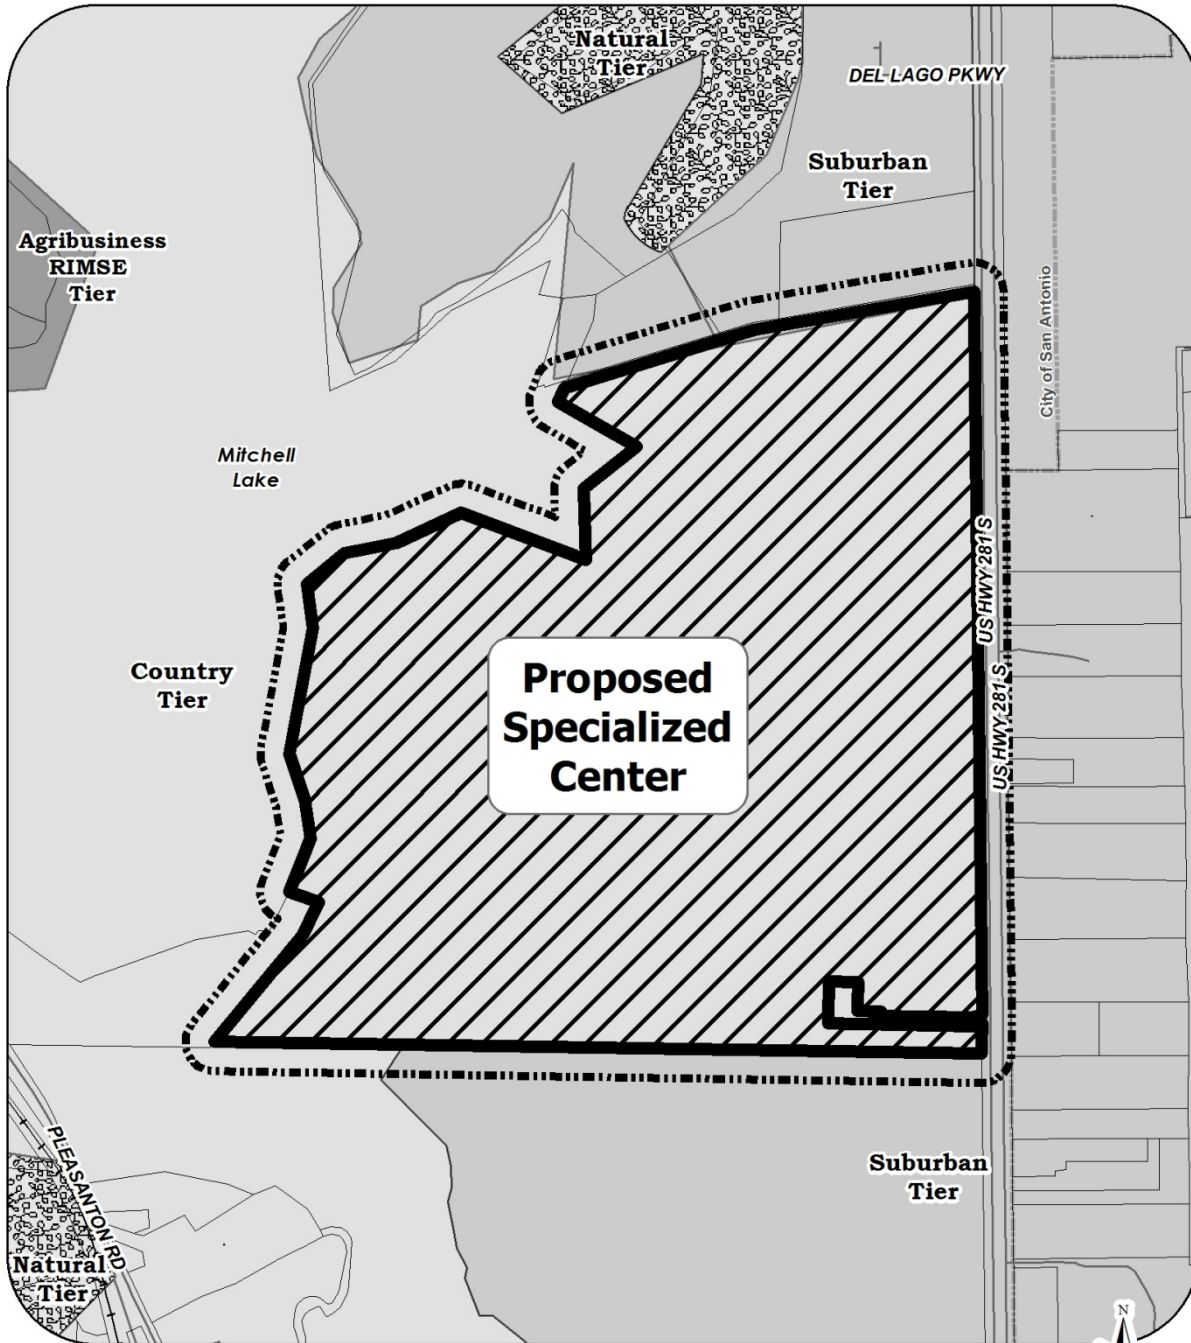 Natural
Tier
DEL LAGO PKWY
Suburban
Tier
Agribusiness
RIMSE
Tier
City of San Antonio
Mitchell
Lake
US HWY 281 S
Country
Tier
Proposed
Specialized
Center
US HWY 281 S
PLEASANTON RD
Suburban
Tier
Natural
Tier
N